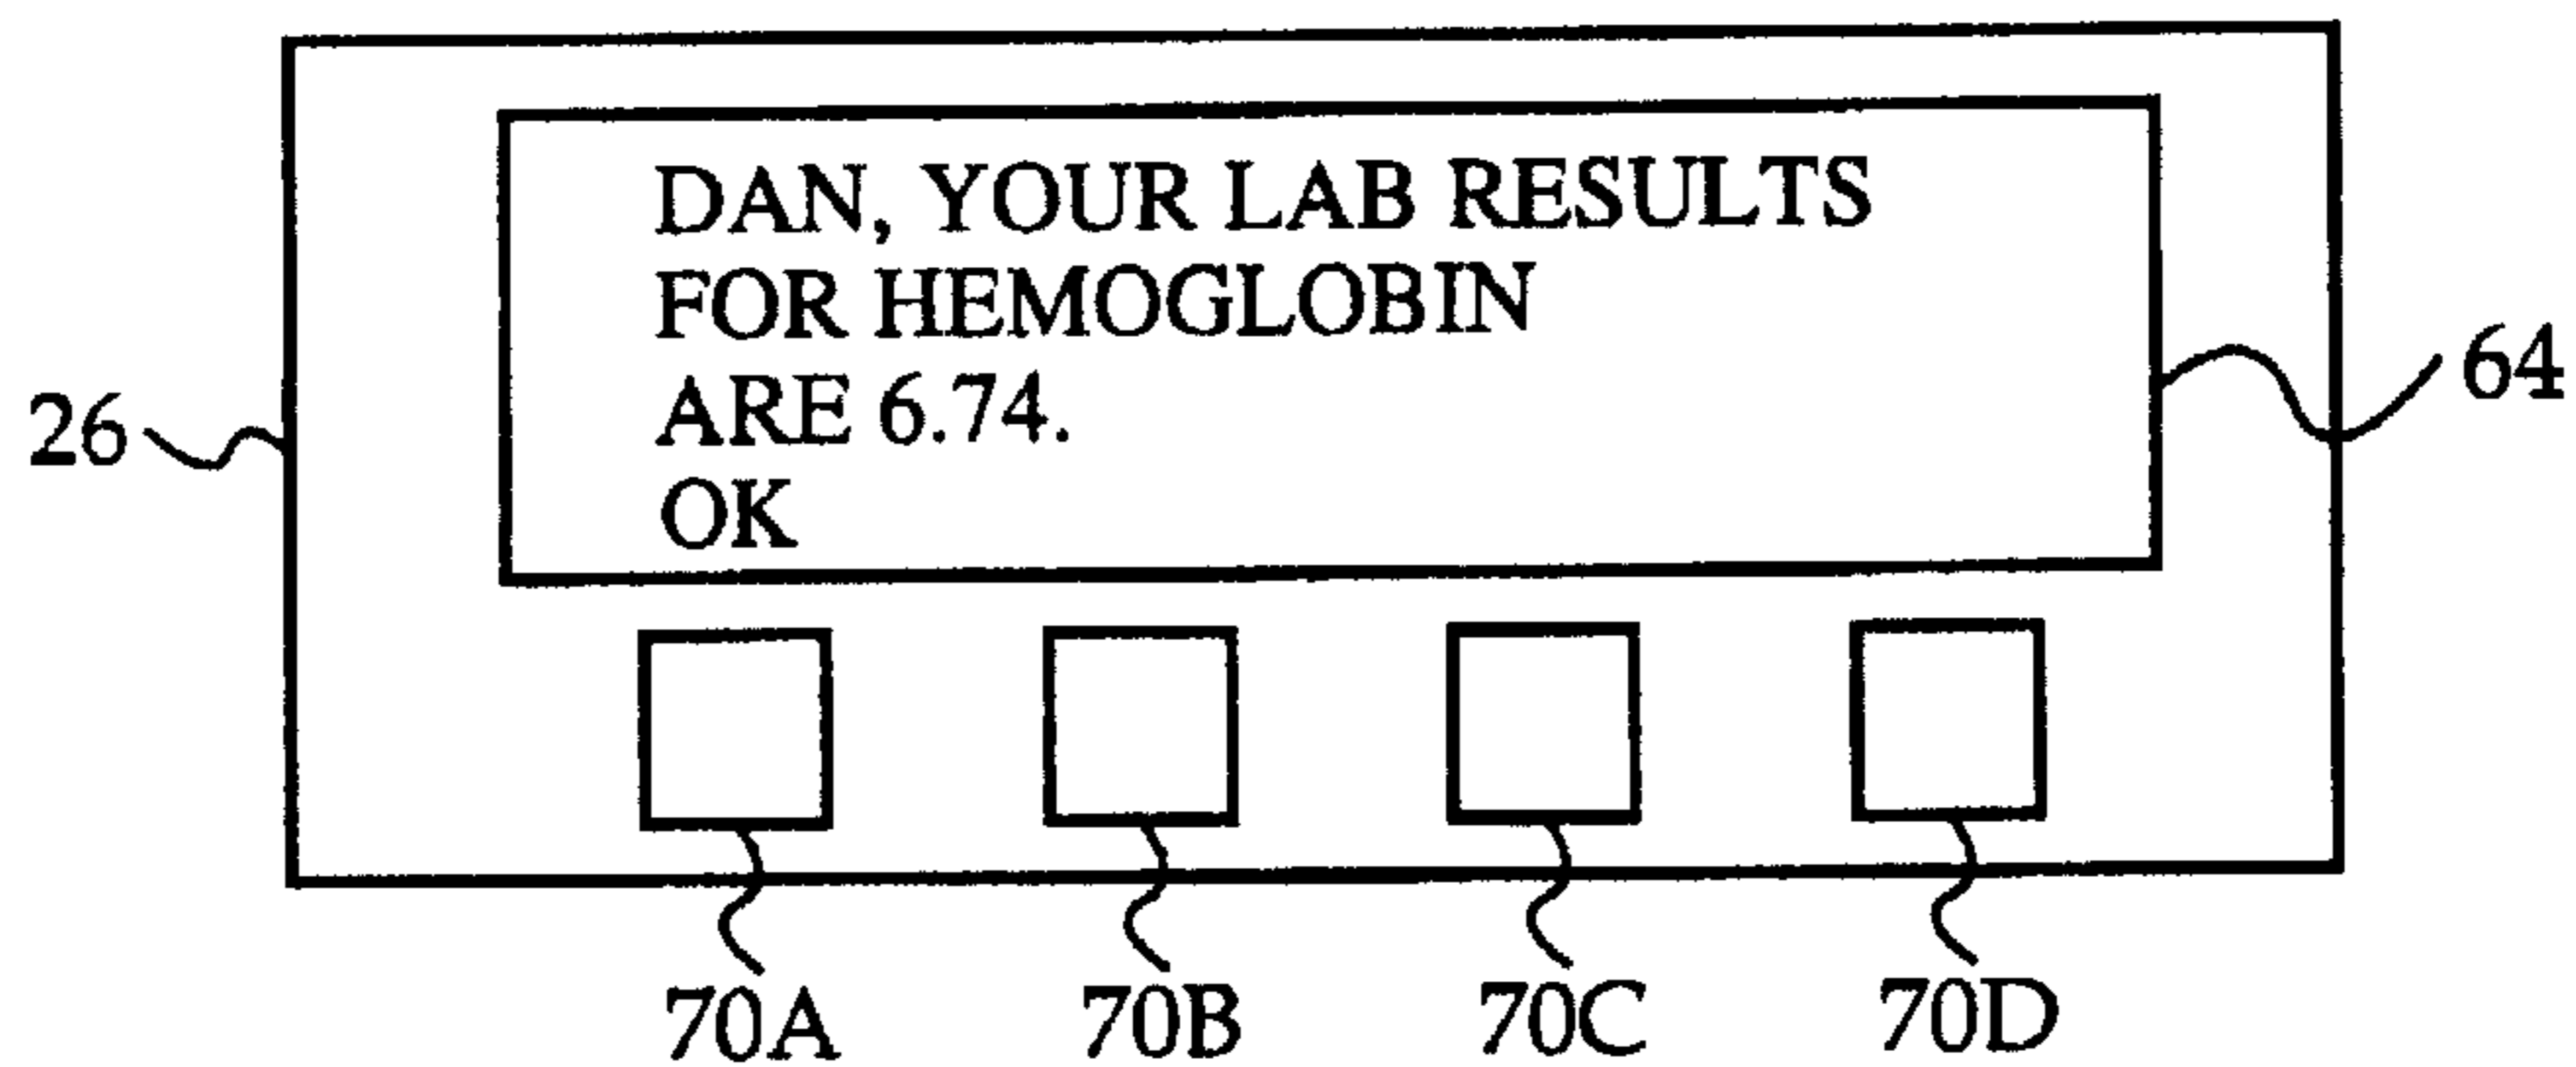 DAN, YOUR LAB RESULTS
FOR HEMOGLOBIN
ARE 6.74.
OK
26
64
70A
70B
70C
70D